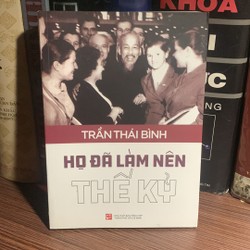 KHOA
TRẦN THÁI BÌNH
HỌ ĐÃ LÀM NÊN
THẾ KỶ